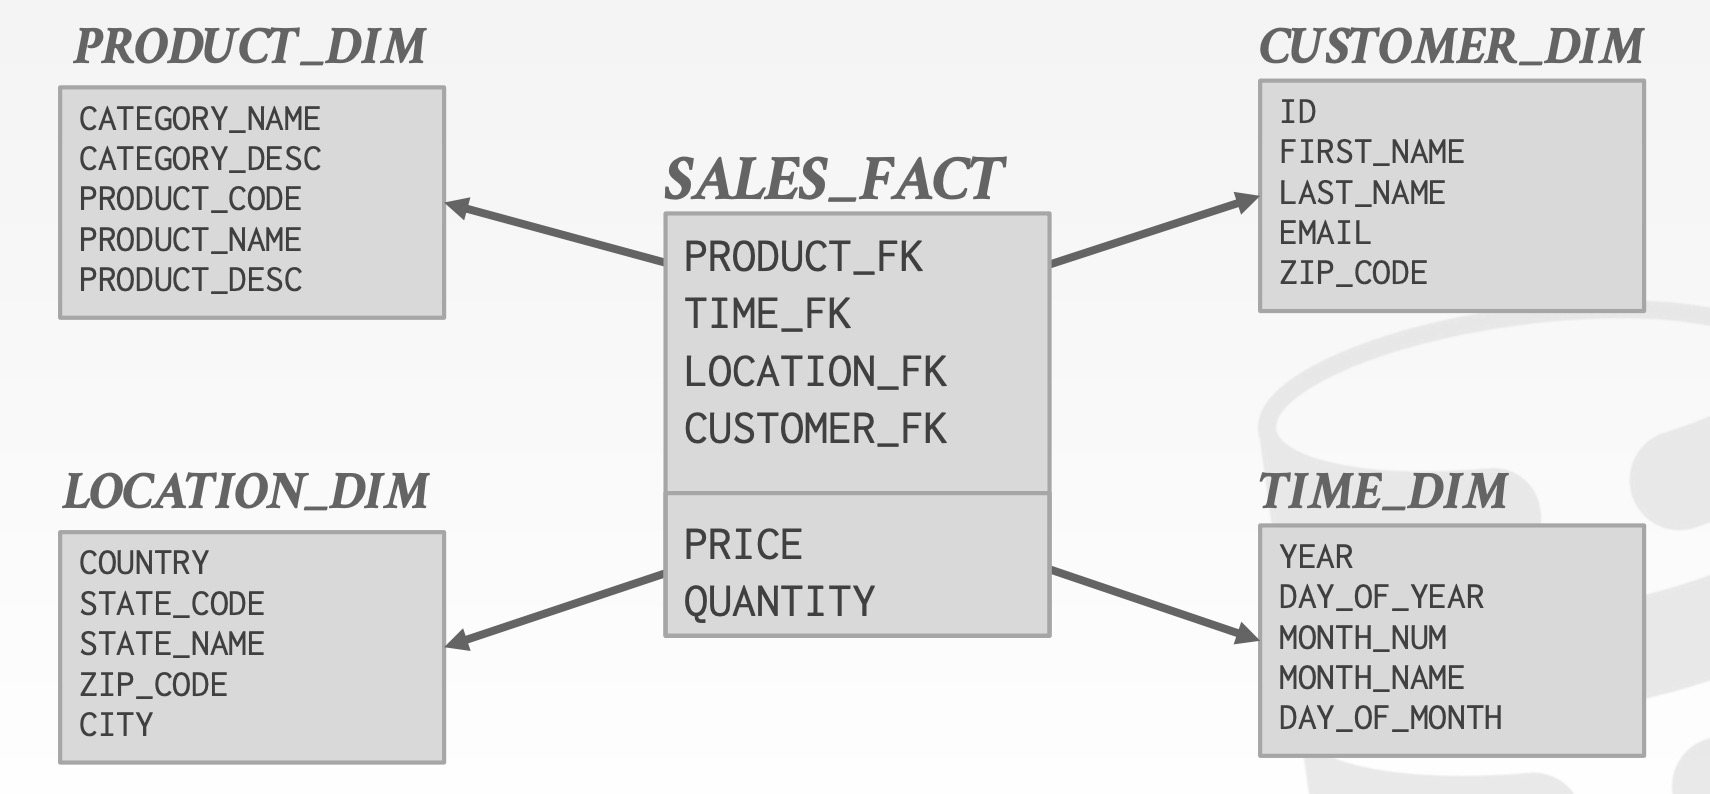 PRODUCT_DIM
CATEGORY_NAME
CATEGORY_DESC
PRODUCT_CODE
PRODUCT_NAME
PRODUCT_DESC
CUSTOMER_DIM
ID
FIRST_NAME
LAST_NAME
EMAIL
ZIP_CODE
SALES_FACT
PRODUCT_FK
TIME_FK
LOCATION_FK
CUSTOMER_FK
PRICE
QUANTITY
LOCATION_DIM
COUNTRY
STATE_CODE
STATE_NAME
ZIP_CODE
CITY
TIME_DIM
YEAR
DAY_OF_YEAR
MONTH_NUM
MONTH_NAME
DAY_OF_MONTH